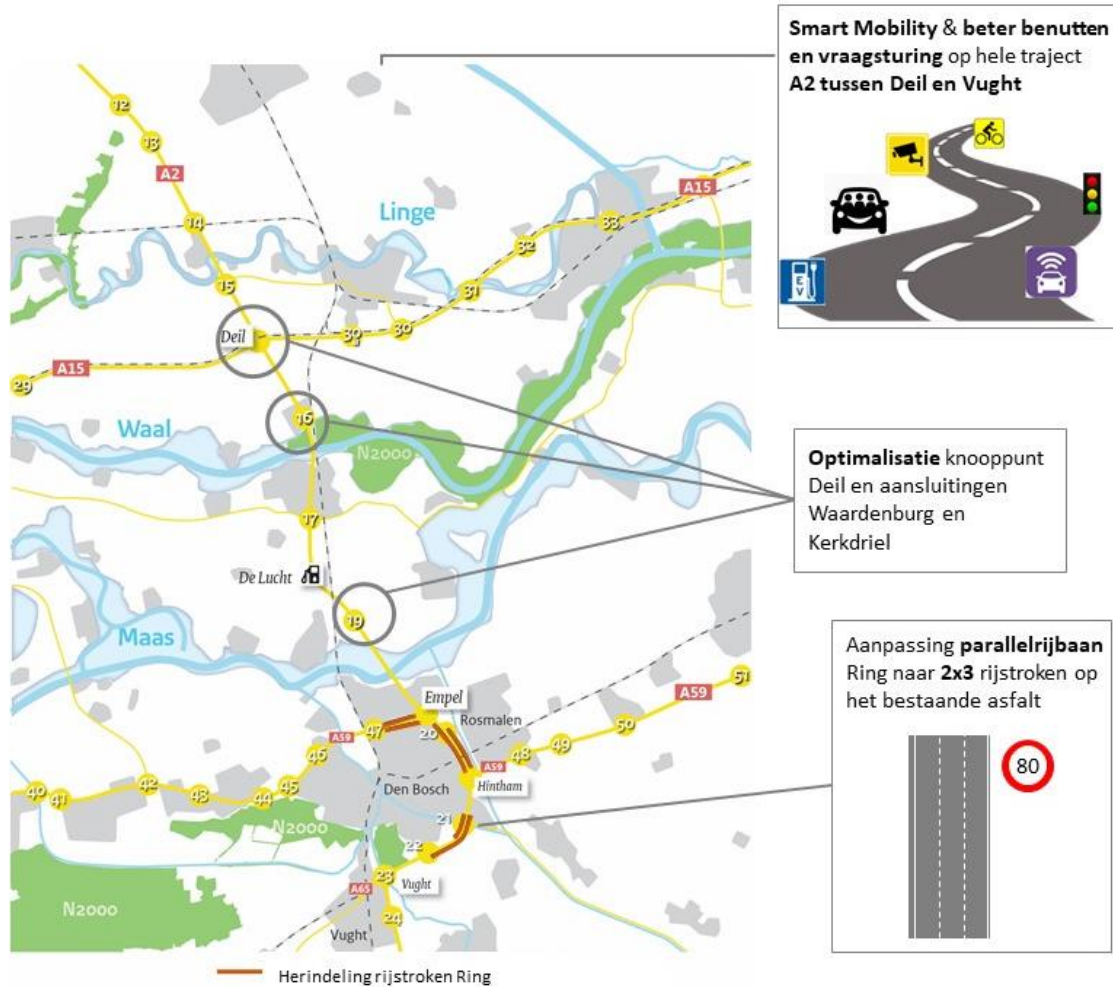 Smart Mobility & beter benutten
en vraagsturing op hele traject
A2 tussen Deil en Vught
EV
12
13
A2
14
15
Linge
A15
33
32
31
30
Deil
A15
29
16
Waal
N2000
17
De Lucht
19
Maas
Optimalisatie knooppunt
Deil en aansluitingen
Waardenburg en
Kerkdriel
Empel
Rosmalen
51
A59
50
49
48
A59
47
20
A59
46
45
44
43
42
41
40
Den Bosch
Hintham
21
22
N2000
23
Vught
A65
24
N2000
Vught
Aanpassing parallelrijbaan
Ring naar 2x3 rijstroken op
het bestaande asfalt
80
Herindeling rijstroken Ring